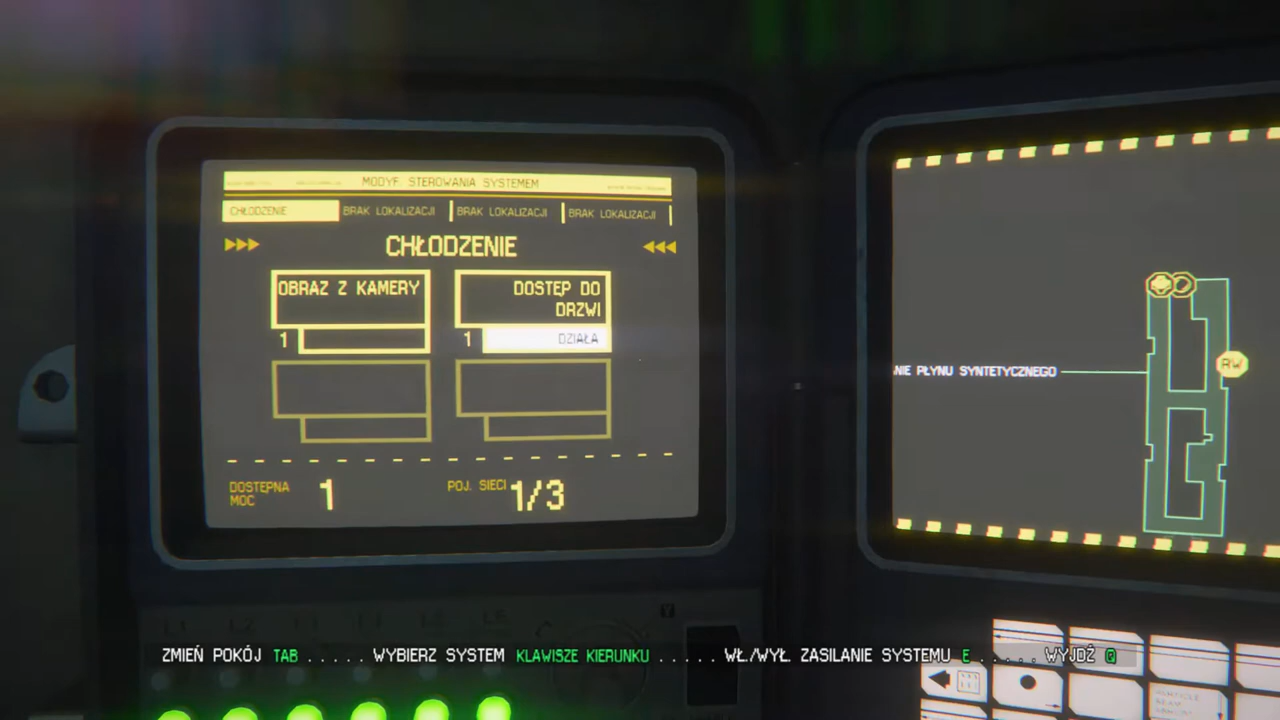 MODYF. STEROWANIA SYSTEMEM
CHŁODZENIE BRAK LOKALIZACJI BRAK LOKALIZACJI BRAK LOKALIZACJI
CHŁODZENIE
OBRAZ Z KAMERY
1
DOSTĘP DO
DRZWI
1 DZIAŁA
DOSTĘPNA
MOC
1
POJ. SIECI 1/3
NIE PŁYNU SYNTETYCZNEGO
RW
ZMIEŃ POKÓJ TAB ..... WYBIERZ SYSTEM KLAWISZE KIERUNKU ..... WŁ./WYŁ. ZASILANIE SYSTEMU E ..... WYJDŹ Q